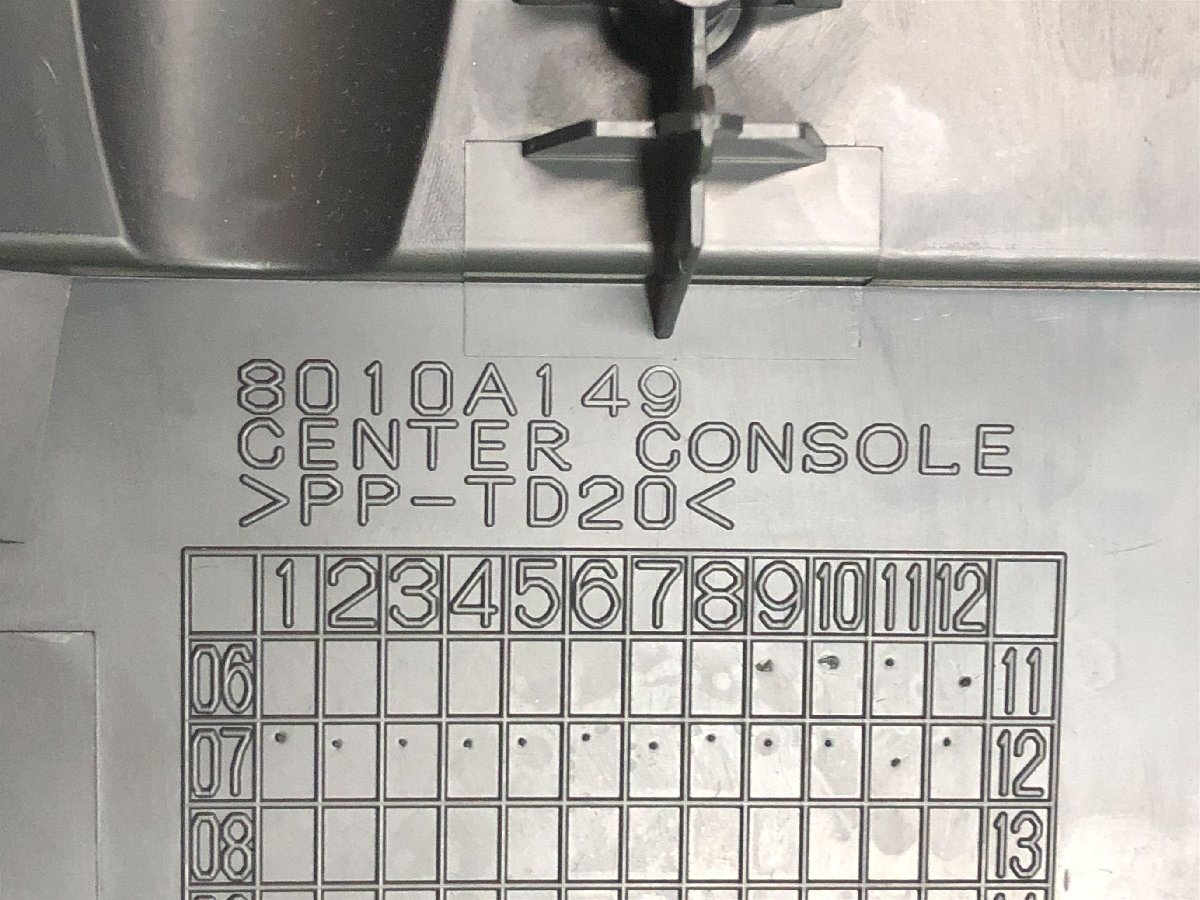 8010A149
CENTER CONSOLE
>PP-TD20<
1 2 3 4 5 6 7 8 9 10 11 12
06 11
07 12
08 13